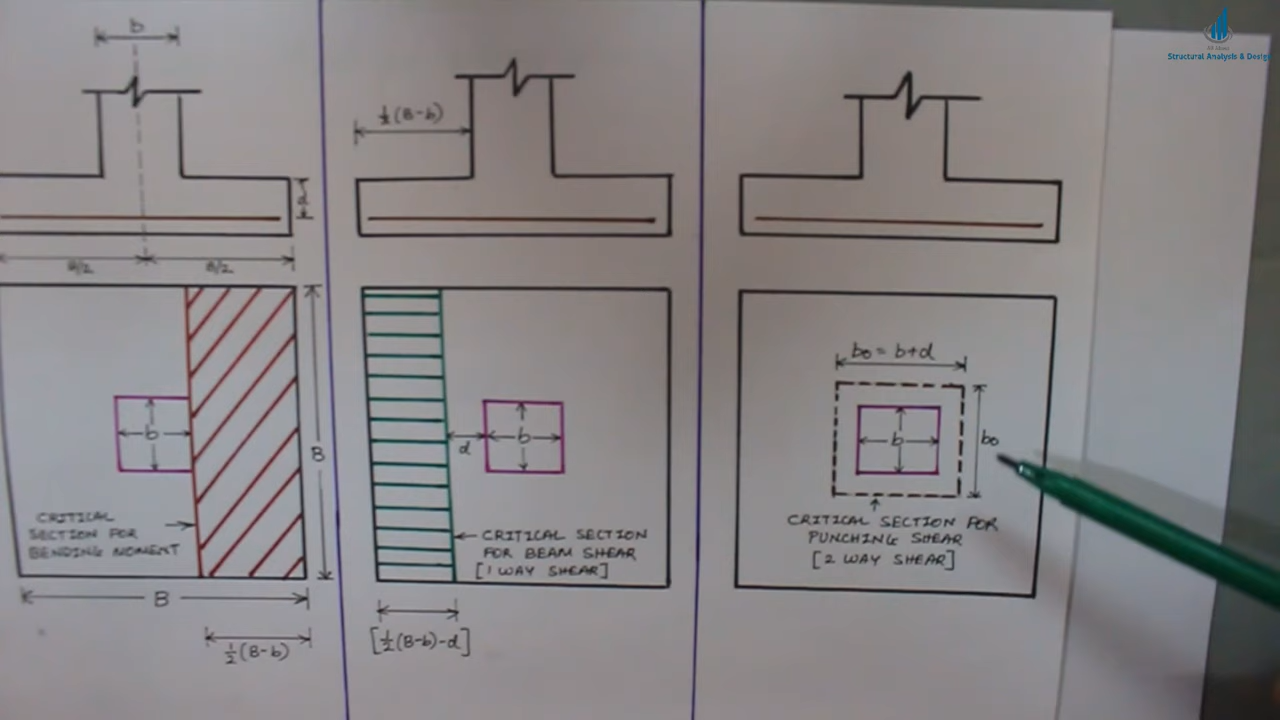 b
d
B/2
B/2
b
B
CRITICAL
SECTION FOR
BENDING MOMENT
B
½(B-b)
½(B-b)
d
b
CRITICAL SECTION
FOR BEAM SHEAR
[1 WAY SHEAR]
[½(B-b)-d]
b₀ = b+d
b
b₀
CRITICAL SECTION FOR
PUNCHING SHEAR
[2 WAY SHEAR]
Structural Analysis & Design